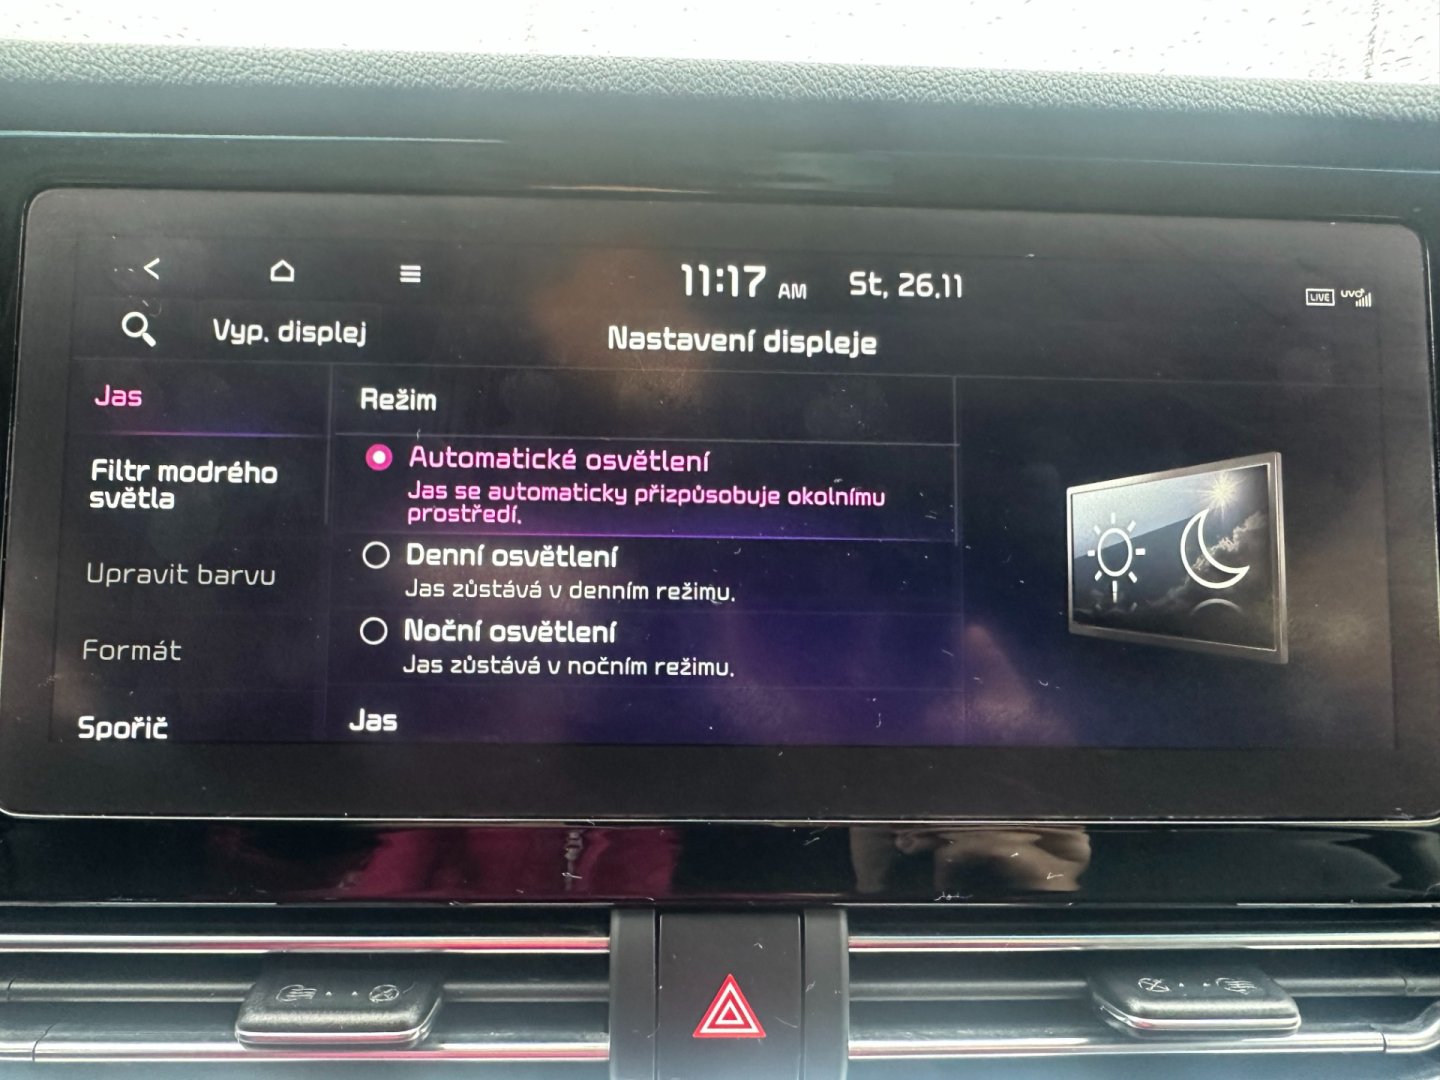 11:17 AM St, 26.11
LIVE UVO
Vyp. displej
Nastavení displeje
Jas
Filtr modrého
světla
Upravit barvu
Formát
Spořič
Režim
Automatické osvětlení
Jas se automaticky přizpůsobuje okolnímu
prostředí.
Denní osvětlení
Jas zůstává v denním režimu.
Noční osvětlení
Jas zůstává v nočním režimu.
Jas